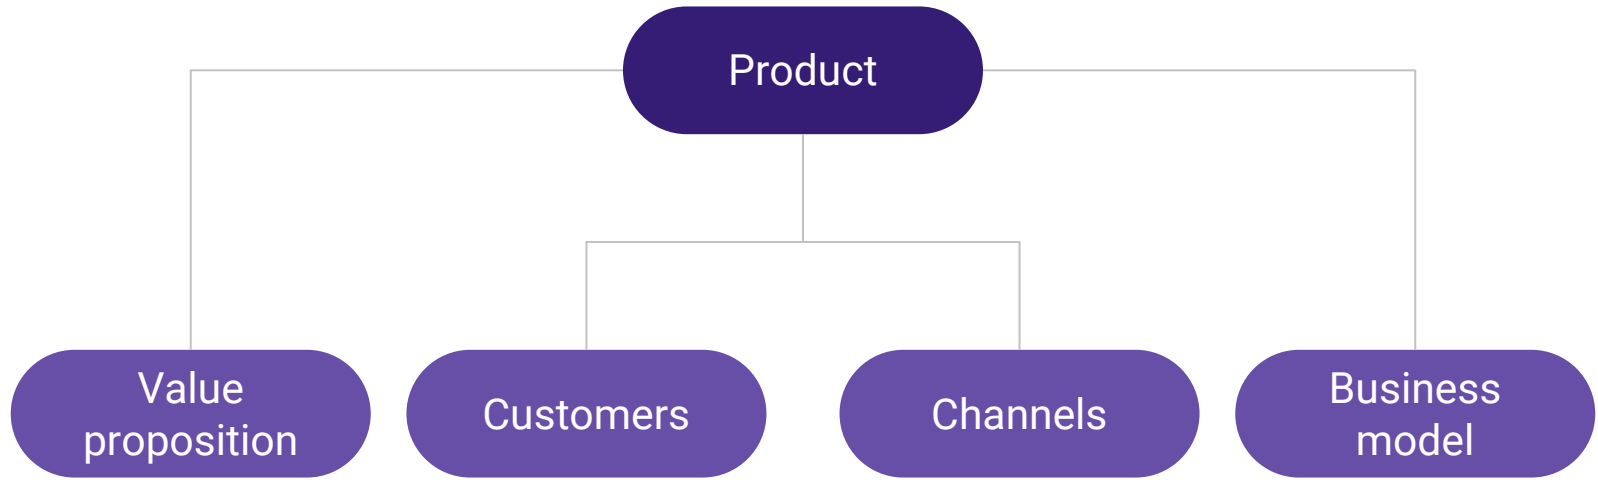 Product
Value
proposition
Customers
Channels
Business
model